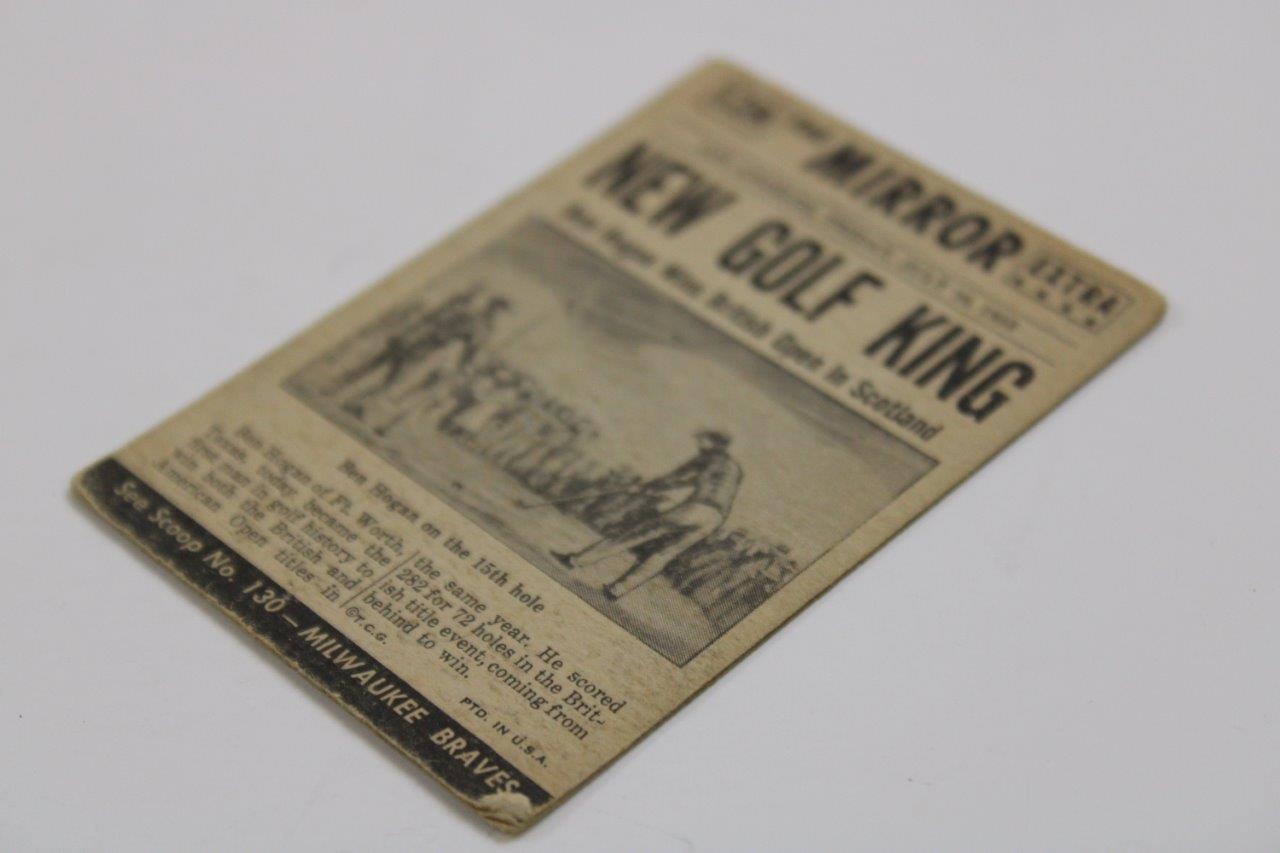 THE MIRROR EXTRA
NEW GOLF KING
Ben Hogan Wins British Open In Scotland
Ben Hogan on the 15th hole
Ben Hogan of Ft. Worth,
Texas, today became the
first man in golf history to
win both the British and
American Open titles in
the same year. He scored
282 for 72 holes in the Brit-
ish title event, coming from
behind to win.
©T.C.G.
PTD. IN U.S.A.
See Scoop No. 130 — MILWAUKEE BRAVES